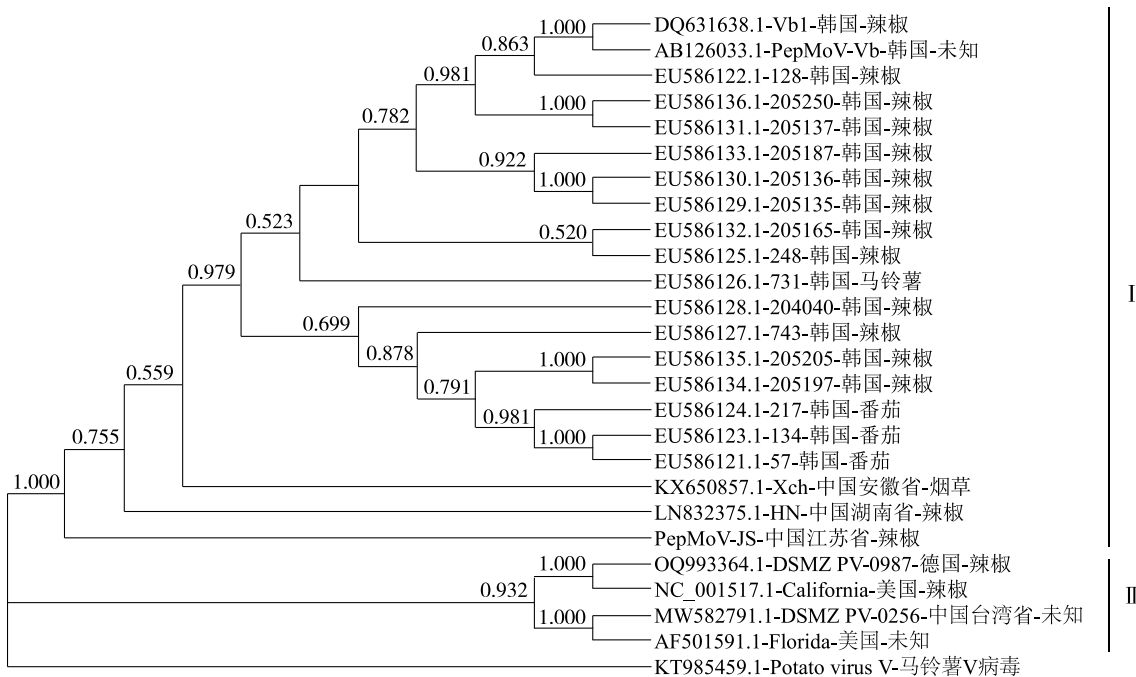 1.000
DQ631638.1-Vb1-韩国-辣椒
0.863
AB126033.1-PepMoV-Vb-韩国-未知
0.981
EU586122.1-128-韩国-辣椒
1.000
EU586136.1-205250-韩国-辣椒
0.782
EU586131.1-205137-韩国-辣椒
0.922
EU586133.1-205187-韩国-辣椒
1.000
EU586130.1-205136-韩国-辣椒
EU586129.1-205135-韩国-辣椒
0.523
0.520
EU586132.1-205165-韩国-辣椒
EU586125.1-248-韩国-辣椒
0.979
EU586126.1-731-韩国-马铃薯
I
0.699
EU586128.1-204040-韩国-辣椒
0.878
EU586127.1-743-韩国-辣椒
1.000
EU586135.1-205205-韩国-辣椒
0.559
0.791
EU586134.1-205197-韩国-辣椒
0.981
EU586124.1-217-韩国-番茄
0.755
1.000
EU586123.1-134-韩国-番茄
EU586121.1-57-韩国-番茄
1.000
KX650857.1-Xch-中国安徽省-烟草
LN832375.1-HN-中国湖南省-辣椒
PepMoV-JS-中国江苏省-辣椒
1.000
OQ993364.1-DSMZ PV-0987-德国-辣椒
0.932
NC_001517.1-California-美国-辣椒
II
1.000
MW582791.1-DSMZ PV-0256-中国台湾省-未知
AF501591.1-Florida-美国-未知
KT985459.1-Potato virus V-马铃薯V病毒